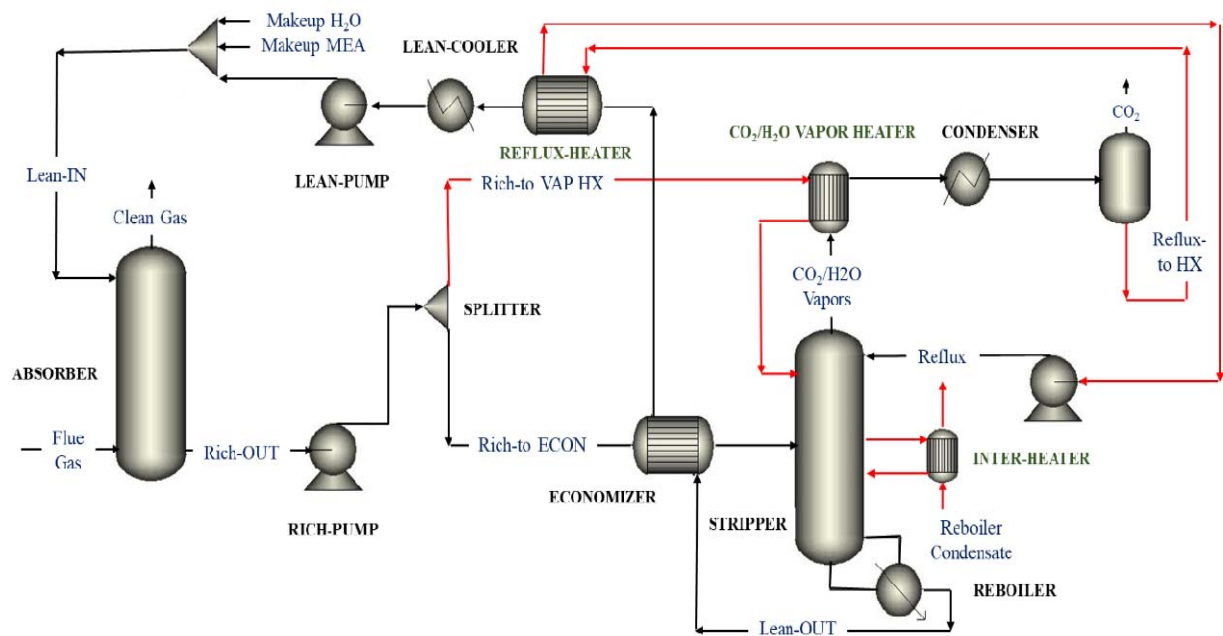 Makeup H₂O
Makeup MEA
LEAN-COOLER
CO₂
CO₂/H₂O VAPOR HEATER
CONDENSER
REFLUX-HEATER
LEAN-PUMP
Lean-IN
Rich-to VAP HX
Clean Gas
Reflux-
to HX
CO₂/H2O
Vapors
SPLITTER
Reflux
ABSORBER
Flue
Gas
Rich-OUT
Rich-to ECON
INTER-HEATER
ECONOMIZER
STRIPPER
RICH-PUMP
Reboiler
Condensate
REBOILER
Lean-OUT